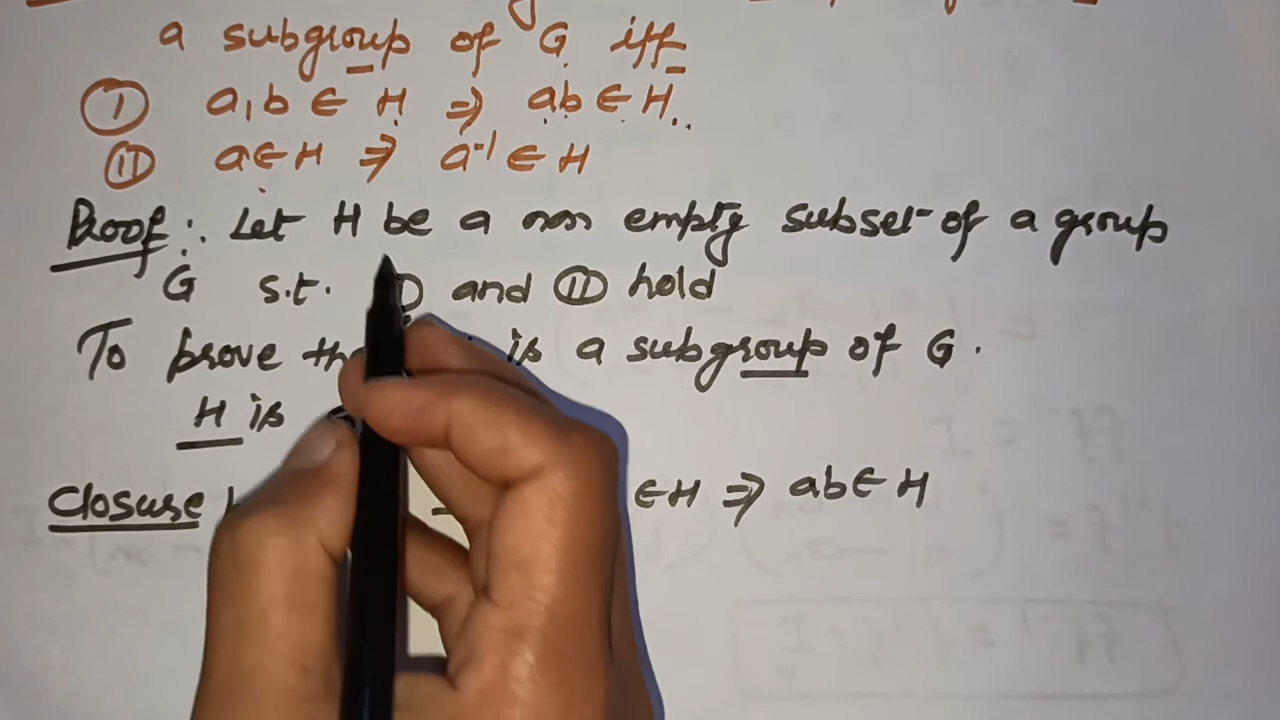 a subgroup of G iff
I a, b ∈ H ⇒ ab ∈ H.
II a ∈ H ⇒ a⁻¹ ∈ H
Proof:. Let H be a non empty subset of a group
G s.t. I and II hold
To prove is a subgroup of G.
H is
Closure ∈ H ⇒ ab ∈ H